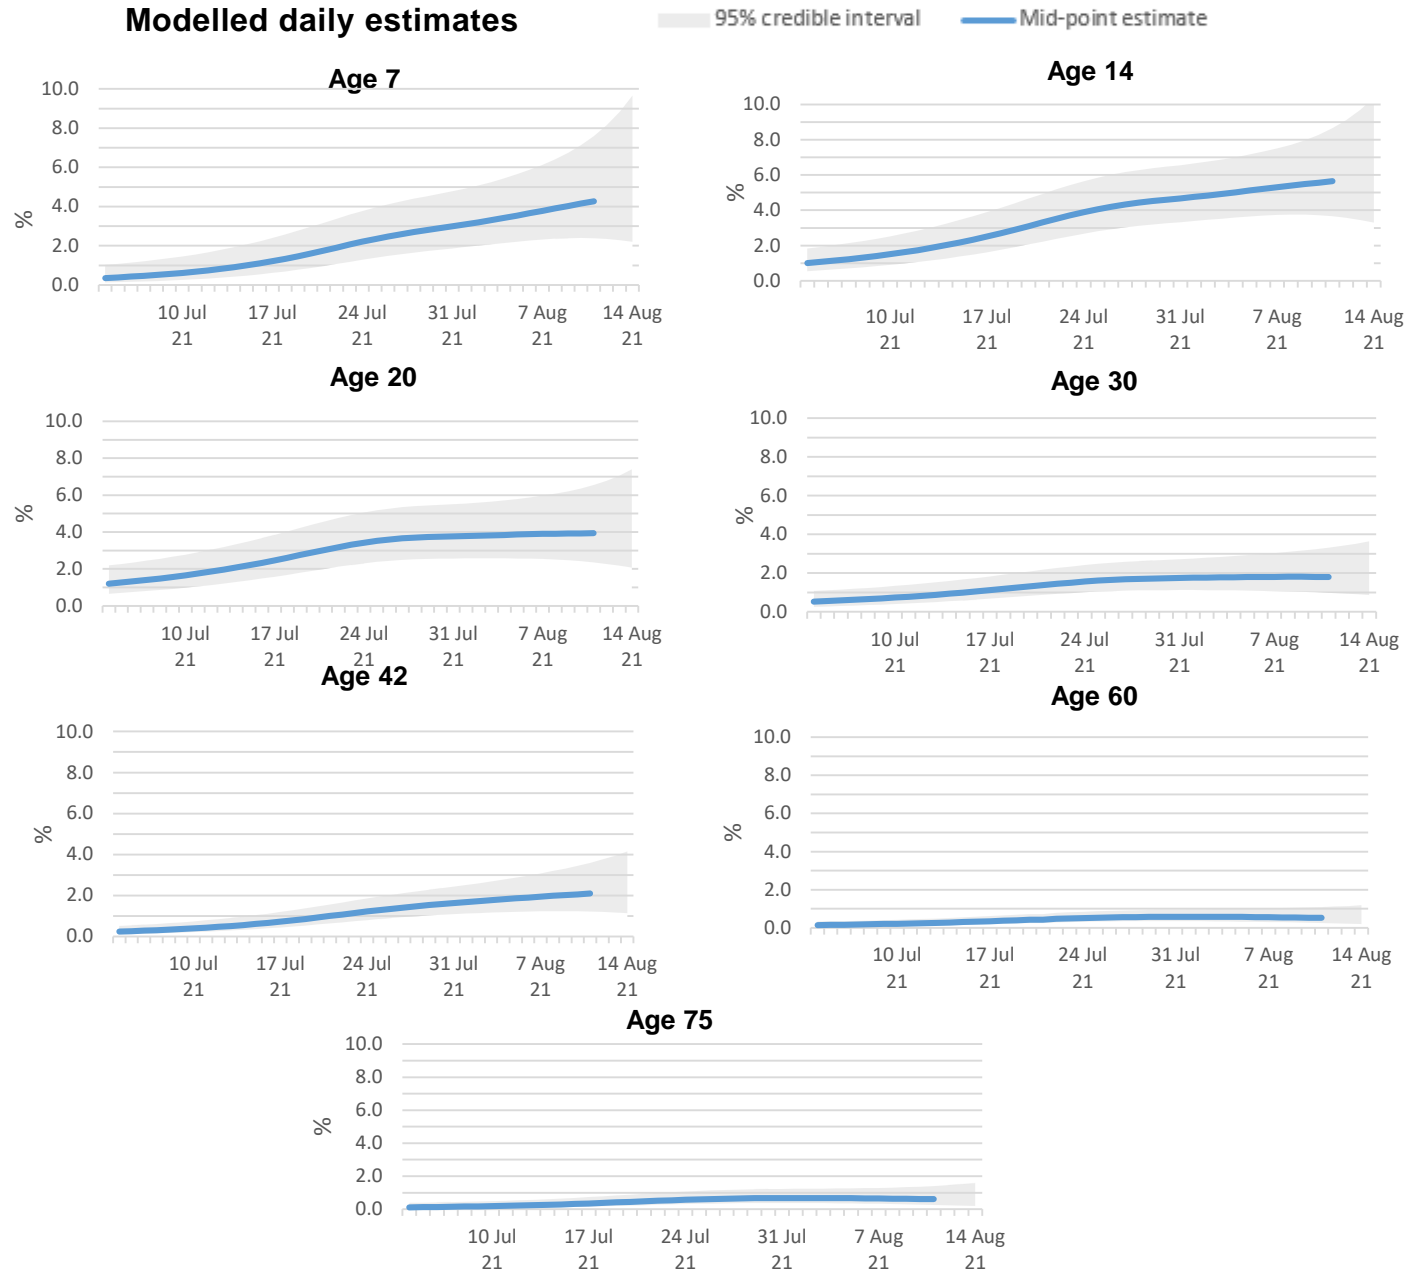 Modelled daily estimates
95% credible interval
Mid-point estimate
Age 7
10.0
8.0
6.0
4.0
2.0
0.0
%
10 Jul 21
17 Jul 21
24 Jul 21
31 Jul 21
7 Aug 21
14 Aug 21
Age 14
10.0
8.0
6.0
4.0
2.0
0.0
%
10 Jul 21
17 Jul 21
24 Jul 21
31 Jul 21
7 Aug 21
14 Aug 21
Age 20
10.0
8.0
6.0
4.0
2.0
0.0
%
10 Jul 21
17 Jul 21
24 Jul 21
31 Jul 21
7 Aug 21
14 Aug 21
Age 30
10.0
8.0
6.0
4.0
2.0
0.0
%
10 Jul 21
17 Jul 21
24 Jul 21
31 Jul 21
7 Aug 21
14 Aug 21
Age 42
10.0
8.0
6.0
4.0
2.0
0.0
%
10 Jul 21
17 Jul 21
24 Jul 21
31 Jul 21
7 Aug 21
14 Aug 21
Age 60
10.0
8.0
6.0
4.0
2.0
0.0
%
10 Jul 21
17 Jul 21
24 Jul 21
31 Jul 21
7 Aug 21
14 Aug 21
Age 75
10.0
8.0
6.0
4.0
2.0
0.0
%
10 Jul 21
17 Jul 21
24 Jul 21
31 Jul 21
7 Aug 21
14 Aug 21